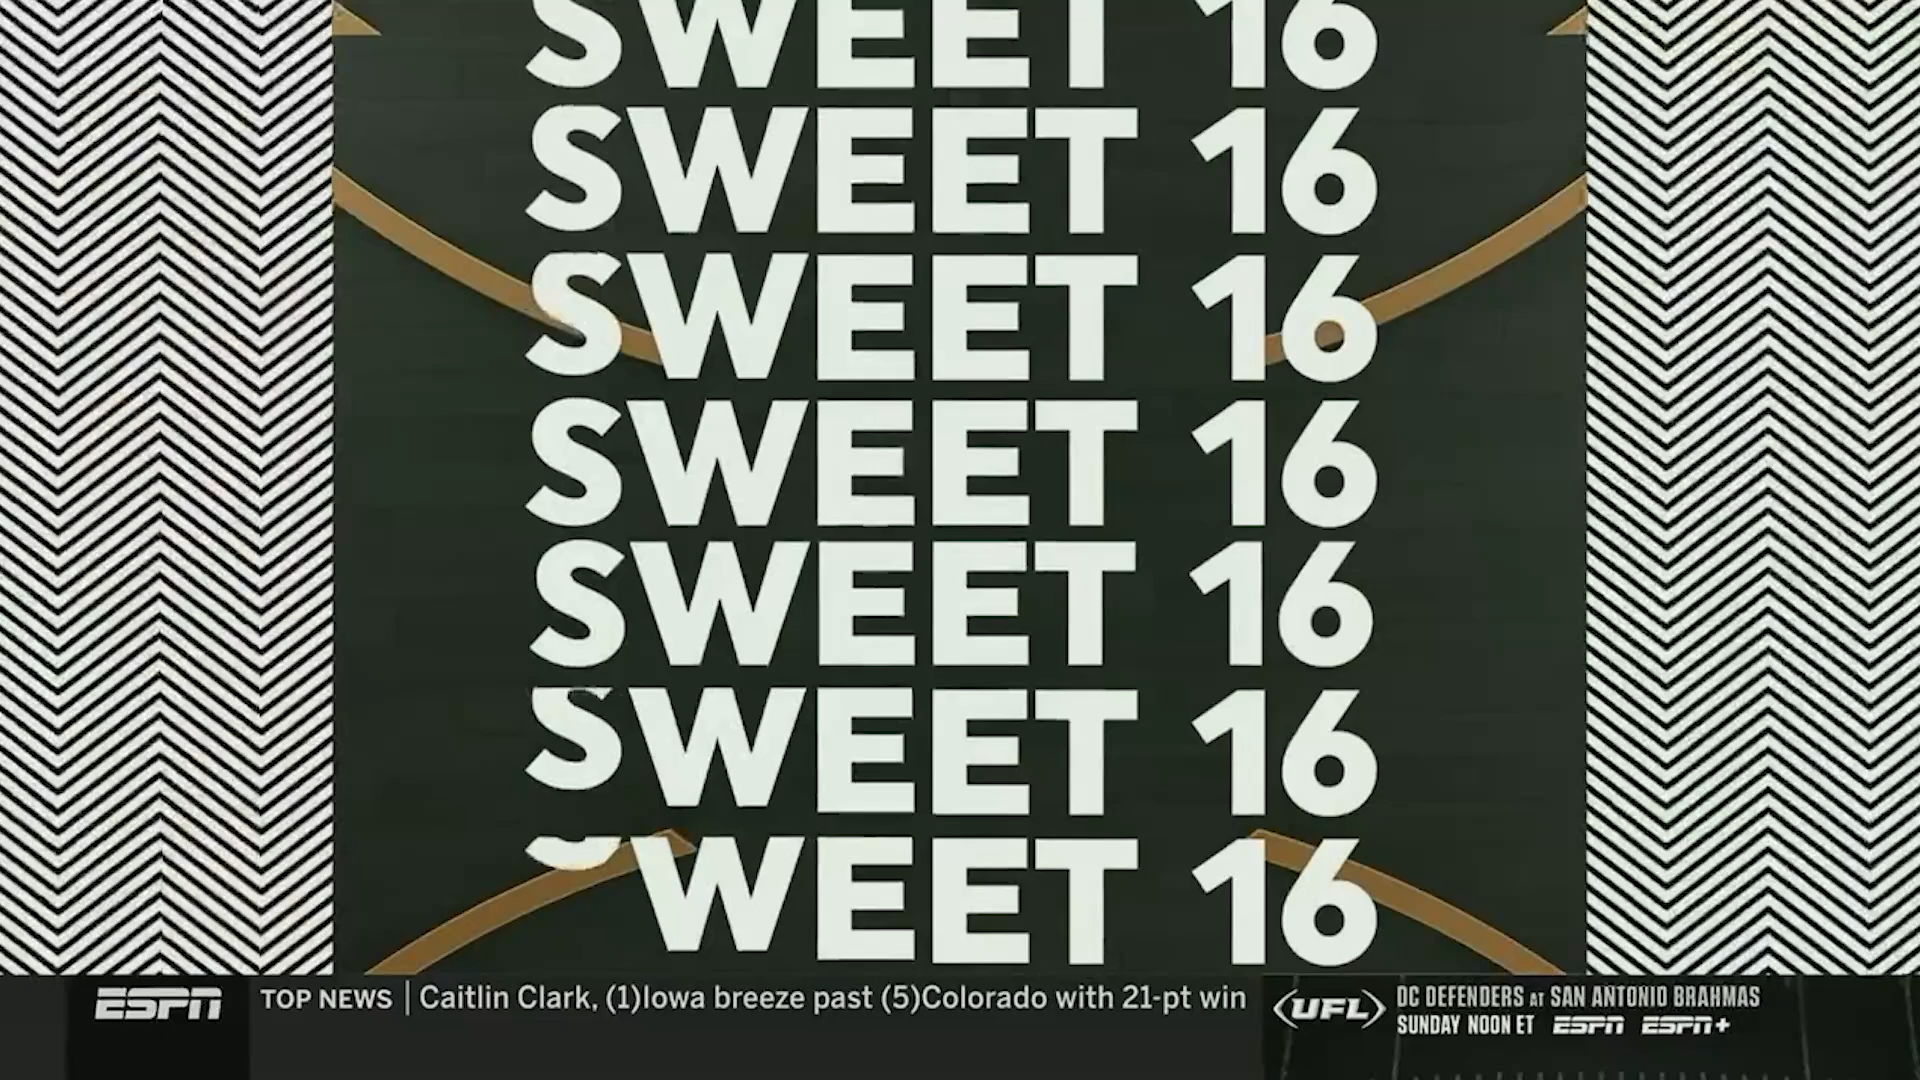 SWEET 16
SWEET 16
SWEET 16
SWEET 16
SWEET 16
SWEET 16
SWEET 16
ESPN TOP NEWS | Caitlin Clark, (1)Iowa breeze past (5)Colorado with 21-pt win
UFL DC DEFENDERS AT SAN ANTONIO BRAHMAS
SUNDAY NOON ET ESPN ESPN+